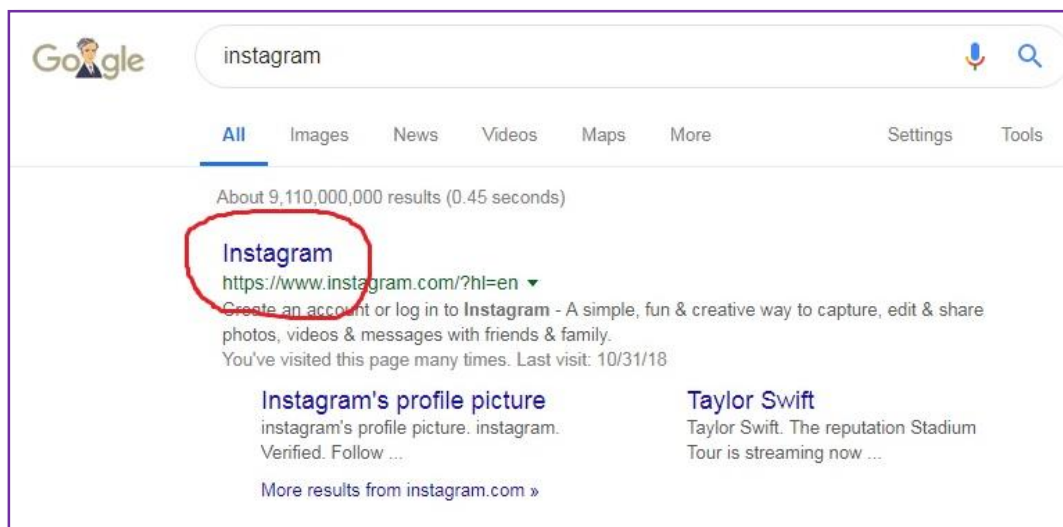 Google
instagram
All Images News Videos Maps More Settings Tools
About 9,110,000,000 results (0.45 seconds)
Instagram
https://www.instagram.com/?hl=en
Create an account or log in to Instagram - A simple, fun & creative way to capture, edit & share
photos, videos & messages with friends & family.
You've visited this page many times. Last visit: 10/31/18
Instagram's profile picture
instagram's profile picture. instagram.
Verified. Follow ...
Taylor Swift
Taylor Swift. The reputation Stadium
Tour is streaming now ...
More results from instagram.com »